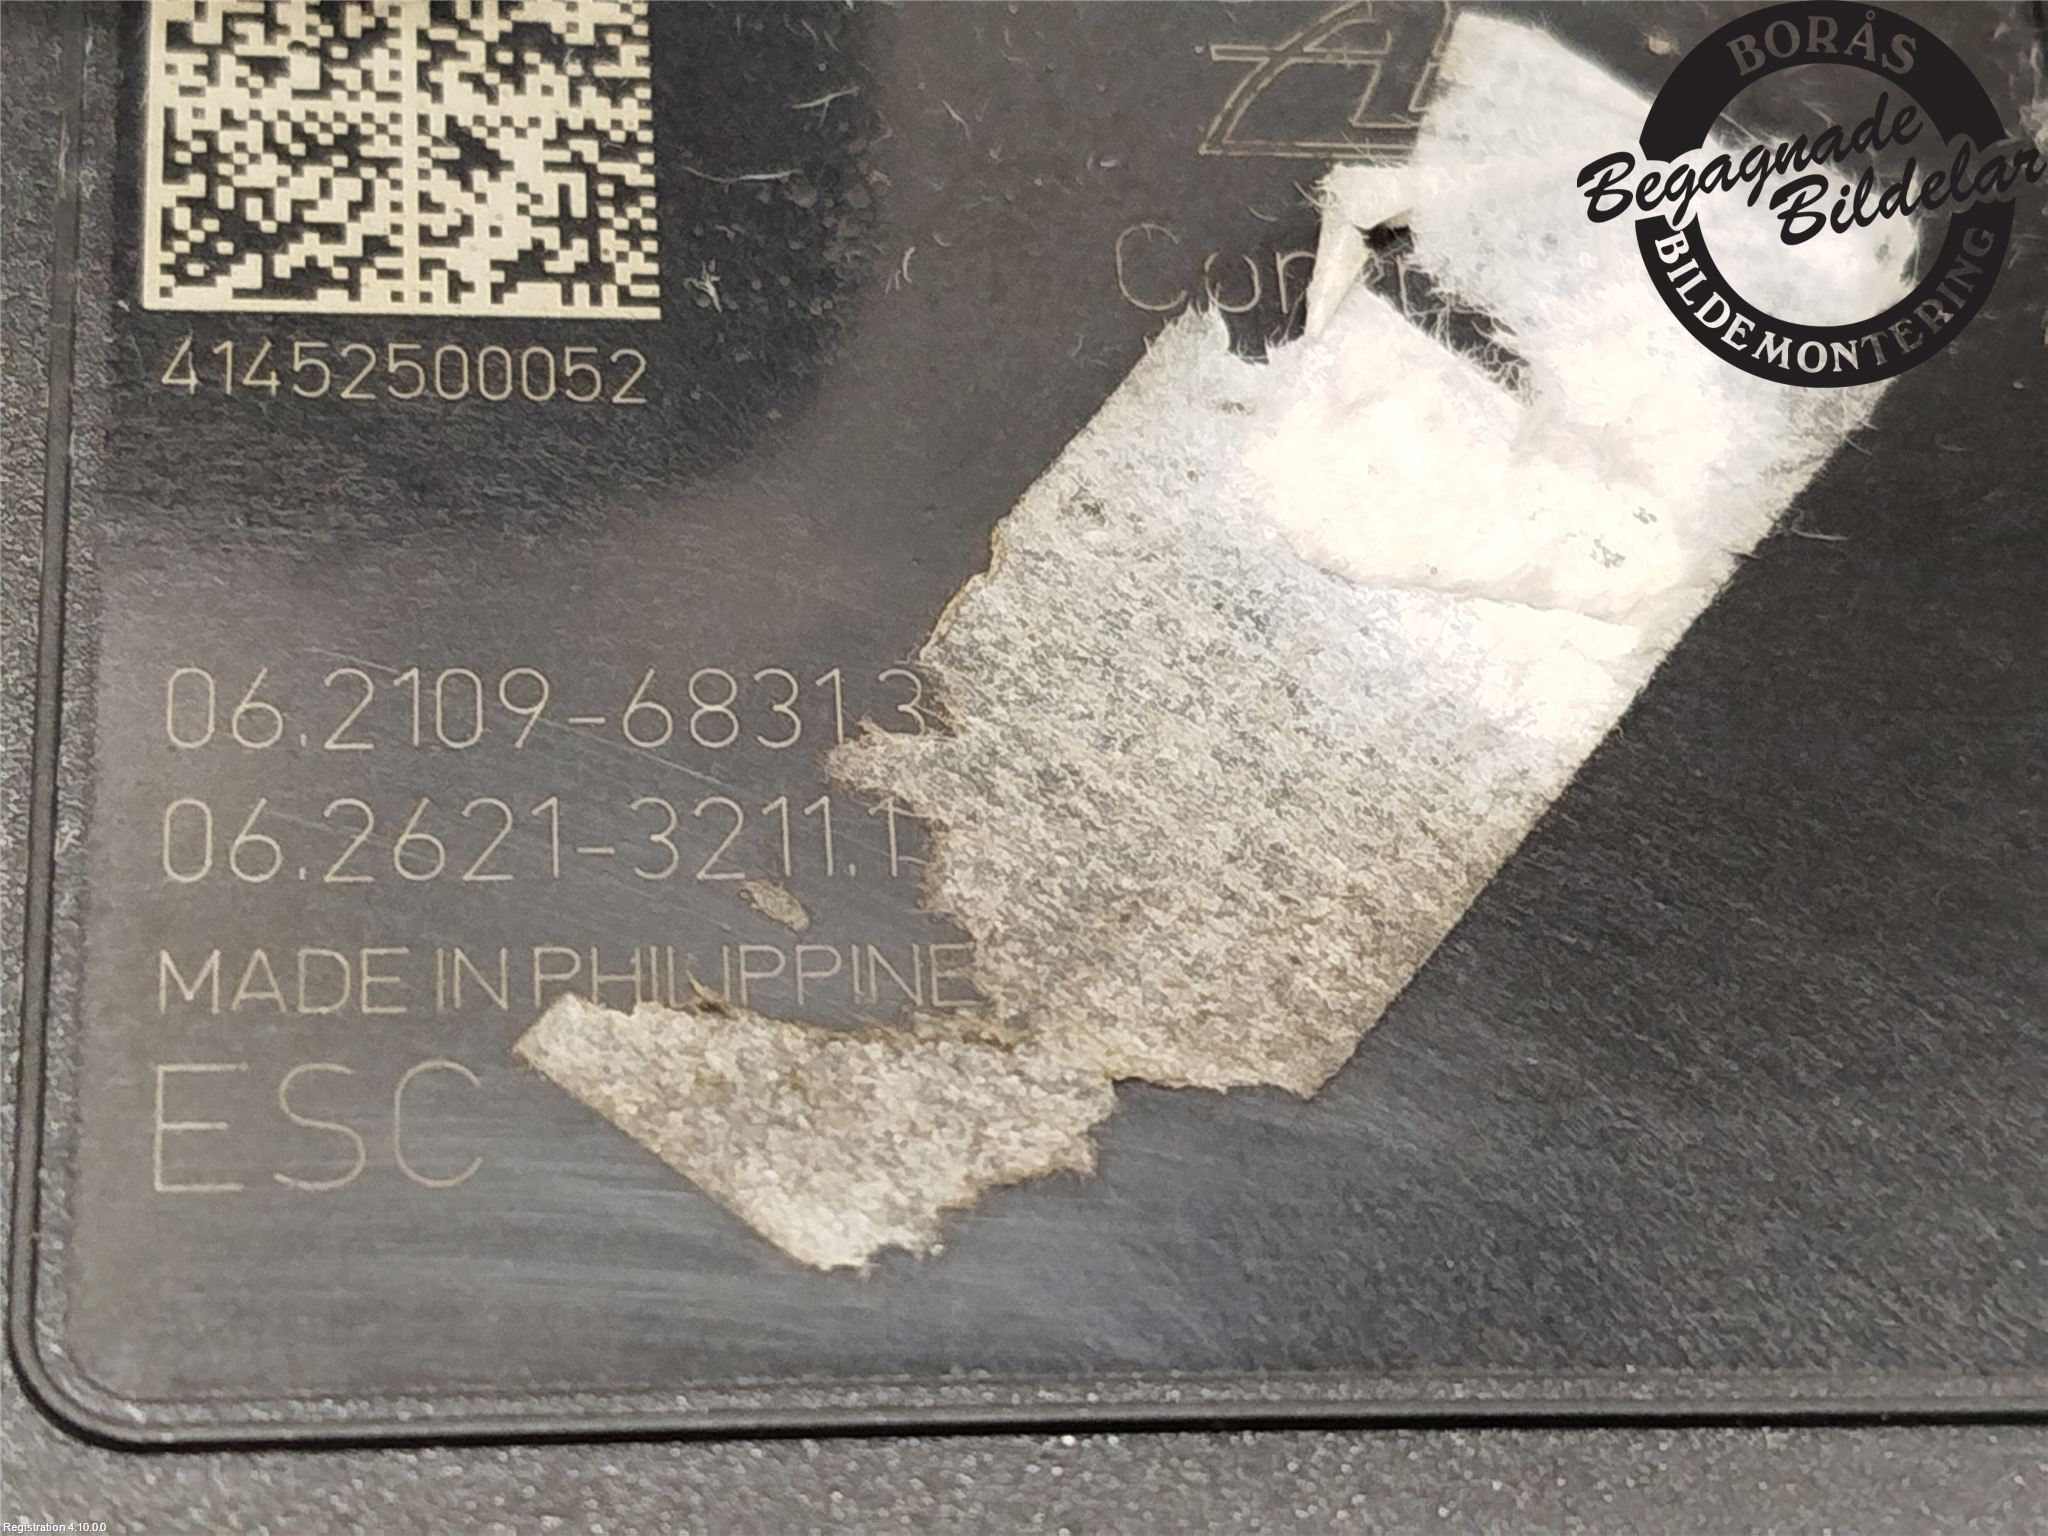 BORÅS
Begagnade
Bildelar
BILDEMONTERING
41452500052
06.2109-68313
06.2621-3211.1
MADE IN PHILIPPINE
ESC
Registration 4.10.0.0